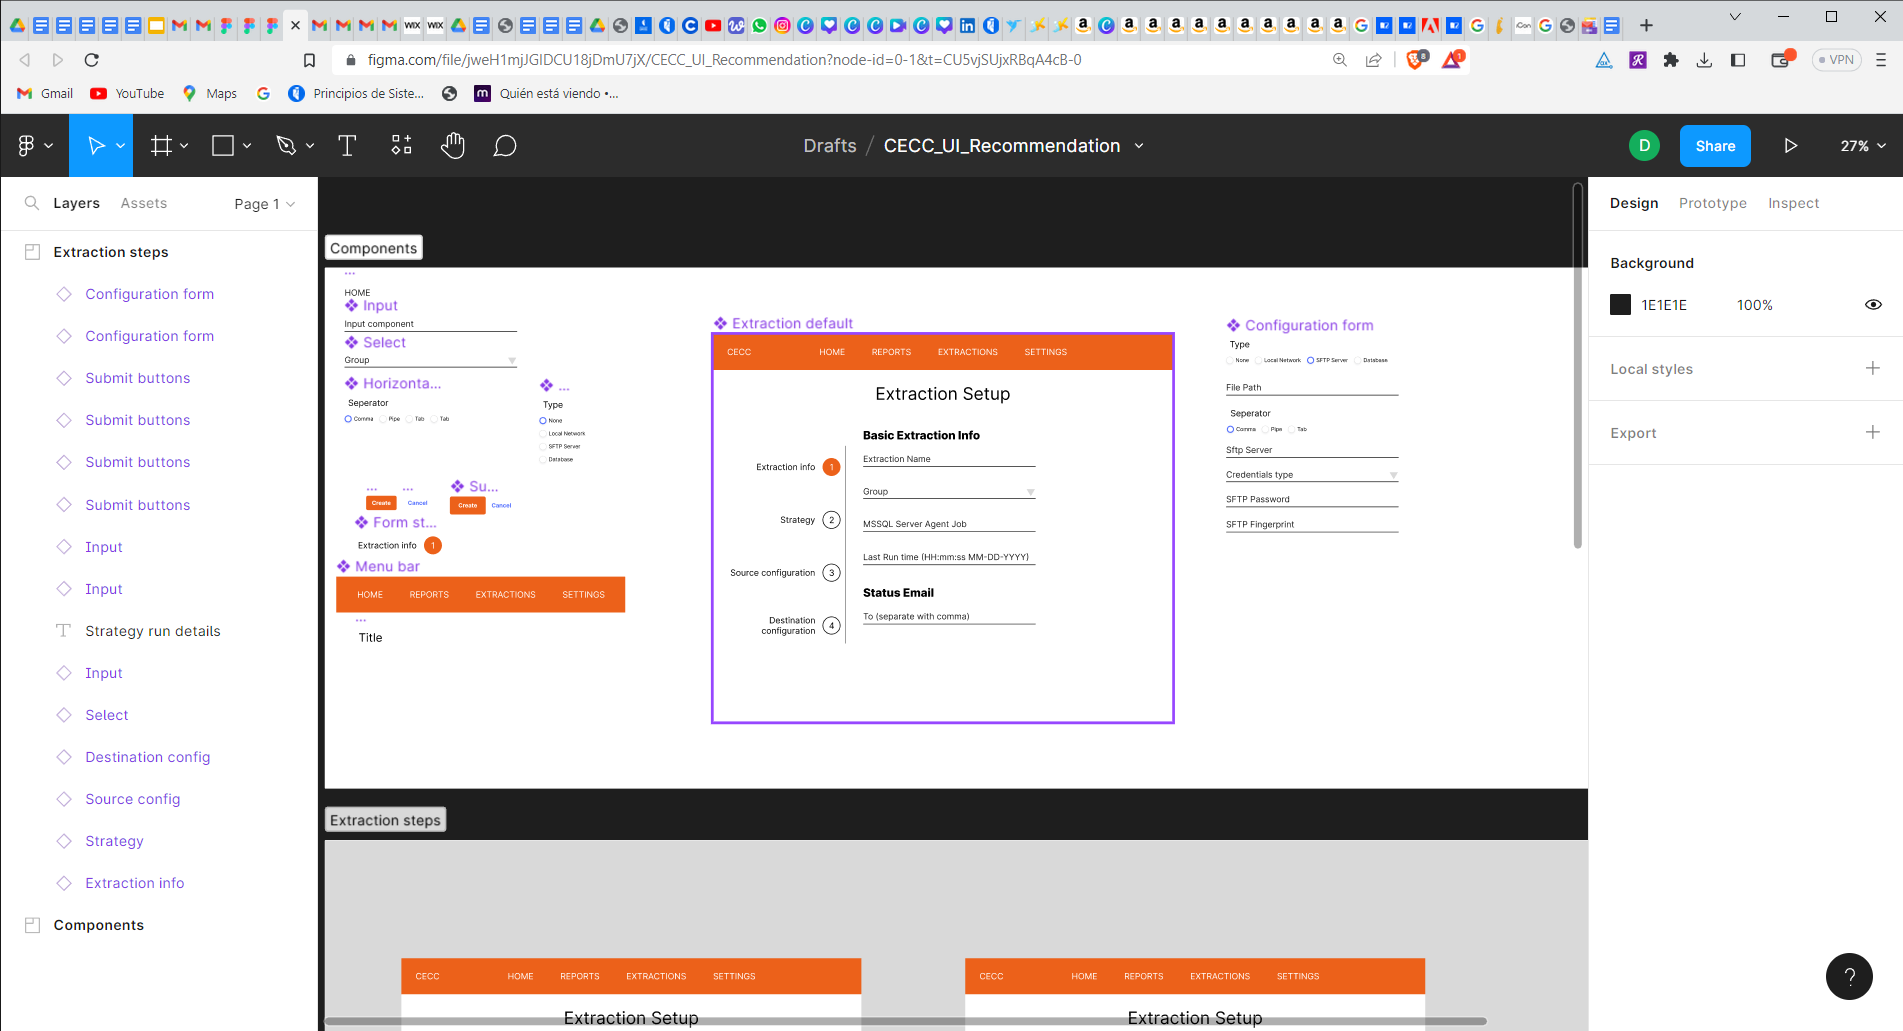 figma.com/file/jweH1mjJGIDCU18jDmU7jX/CECC_UI_Recommendation?node-id=0-1&t=CU5vjSUjxRBqA4cB-0
8
1
VPN
Gmail
YouTube
Maps
Principios de Siste...
Quién está viendo •...
Drafts / CECC_UI_Recommendation
D
Share
27%
Layers
Assets
Page 1
Extraction steps
Configuration form
Configuration form
Submit buttons
Submit buttons
Submit buttons
Submit buttons
Input
Input
Strategy run details
Input
Select
Destination config
Source config
Strategy
Extraction info
Components
Components
...
HOME
Input
Input component
Select
Group
Horizonta...
Seperator
Comma Pipe Tab Tab
...
Type
None
Local Network
SFTP Server
Database
... ...
Create Cancel
Su...
Create Cancel
Form st...
Extraction info 1
Menu bar
HOME REPORTS EXTRACTIONS SETTINGS
...
Title
Extraction default
CECC HOME REPORTS EXTRACTIONS SETTINGS
Extraction Setup
Extraction info 1
Strategy 2
Source configuration 3
Destination
configuration 4
Basic Extraction Info
Extraction Name
Group
MSSQL Server Agent Job
Last Run time (HH:mm:ss MM-DD-YYYY)
Status Email
To (separate with comma)
Configuration form
Type
None Local Network SFTP Server Database
File Path
Seperator
Comma Pipe Tab
Sftp Server
Credentials type
SFTP Password
SFTP Fingerprint
Extraction steps
CECC HOME REPORTS EXTRACTIONS SETTINGS
Extraction Setup
CECC HOME REPORTS EXTRACTIONS SETTINGS
Extraction Setup
Design
Prototype
Inspect
Background
1E1E1E 100%
Local styles
Export
?